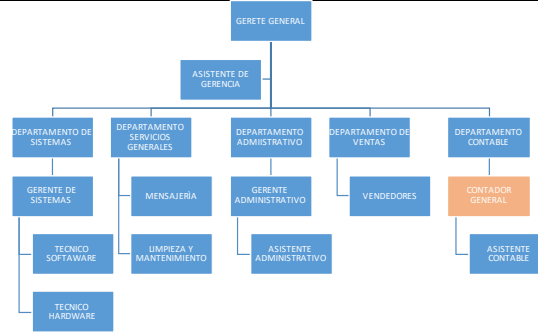 GERETE GENERAL
ASISTENTE DE
GERENCIA
DEPARTAMENTO DE
SISTEMAS
DEPARTAMENTO
SERVICIOS
GENERALES
DEPARTAMENTO
ADMIISTRATIVO
DEPARTAMENTO DE
VENTAS
DEPARTAMENTO
CONTABLE
GERENTE DE
SISTEMAS
MENSAJERÌA
GERENTE
ADMINISTRATIVO
VENDEDORES
CONTADOR
GENERAL
TECNICO
SOFTAWARE
LIMPIEZA Y
MANTENIMIENTO
ASISTENTE
ADMINISTRATIVO
ASISTENTE
CONTABLE
TECNICO
HARDWARE